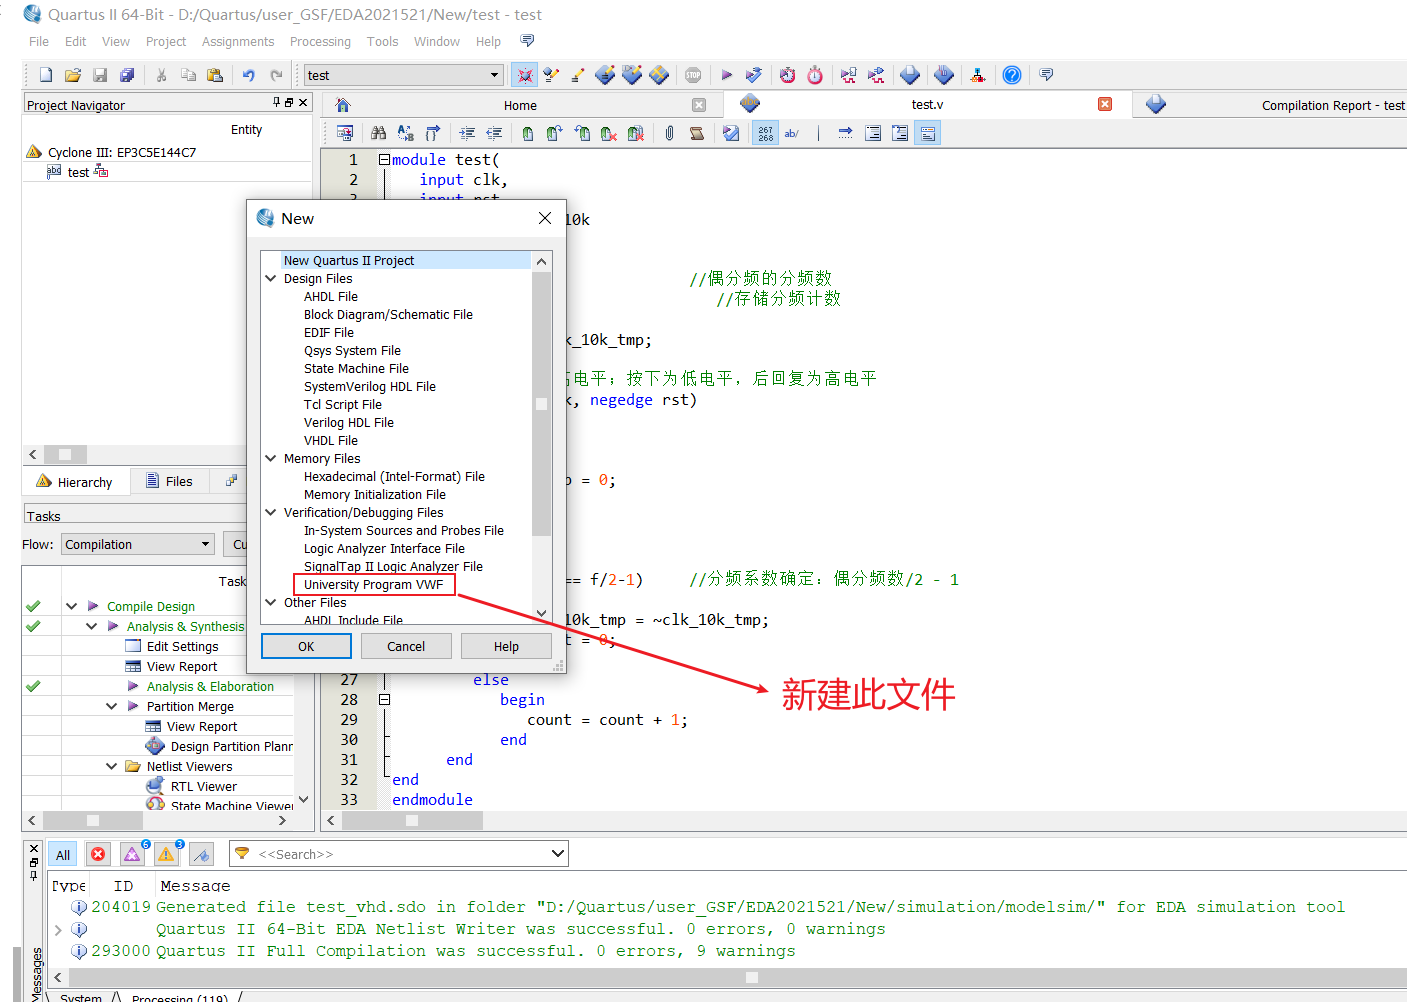 Quartus II 64-Bit - D:/Quartus/user_GSF/EDA2021521/New/test - test
File Edit View Project Assignments Processing Tools Window Help
test
Project Navigator
Home
test.v
Compilation Report - test
Entity
Cyclone III: EP3C5E144C7
test
Hierarchy
Files
Tasks
Flow: Compilation
Cu
Task
Compile Design
Analysis & Synthesis
Edit Settings
View Report
Analysis & Elaboration
Partition Merge
View Report
Design Partition Plann
Netlist Viewers
RTL Viewer
State Machine Viewer
New
New Quartus II Project
Design Files
AHDL File
Block Diagram/Schematic File
EDIF File
Qsys System File
State Machine File
SystemVerilog HDL File
Tcl Script File
Verilog HDL File
VHDL File
Memory Files
Hexadecimal (Intel-Format) File
Memory Initialization File
Verification/Debugging Files
In-System Sources and Probes File
Logic Analyzer Interface File
SignalTap II Logic Analyzer File
University Program VWF
Other Files
AHDL Include File
OK Cancel Help
267
268
ab/
1 module test(
2 input clk,
3 input rst
10k
//偶分频的分频数
//存储分频计数
k_10k_tmp;
高电平；按下为低电平，后回复为高电平
k, negedge rst)
p = 0;
== f/2-1) //分频系数确定：偶分频数/2 - 1
10k_tmp = ~clk_10k_tmp;
t = 0;
27 else
28 begin
29 count = count + 1;
30 end
31 end
32 end
33 endmodule
新建此文件
All
6
3
<<Search>>
Type ID Message
204019 Generated file test_vhd.sdo in folder "D:/Quartus/user_GSF/EDA2021521/New/simulation/modelsim/" for EDA simulation tool
Quartus II 64-Bit EDA Netlist Writer was successful. 0 errors, 0 warnings
293000 Quartus II Full Compilation was successful. 0 errors, 9 warnings
Messages
System Processing (119)